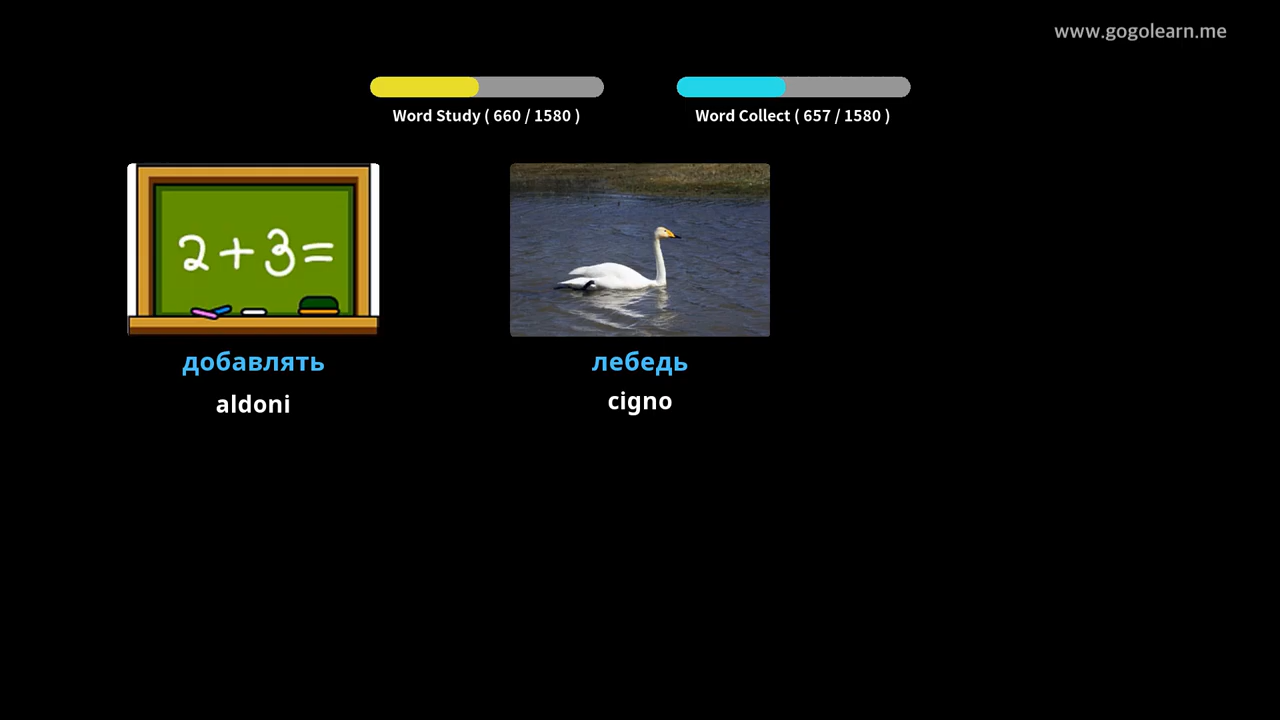 www.gogolearn.me
Word Study ( 660 / 1580 )
Word Collect ( 657 / 1580 )
2+3=
добавлять
лебедь
aldoni
cigno